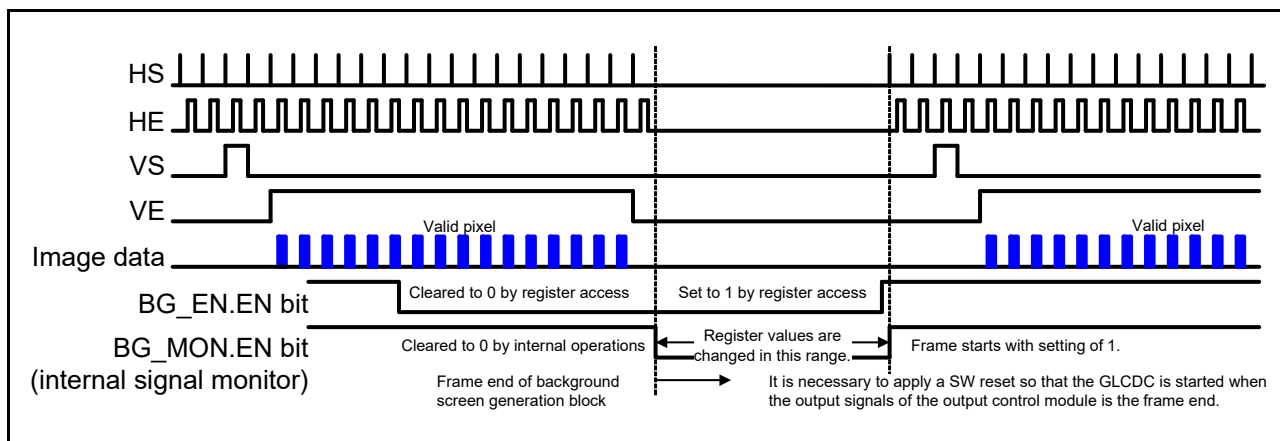 HS
HE
VS
VE
Valid pixel
Valid pixel
Image data
BG_EN.EN bit
Cleared to 0 by register access
Set to 1 by register access
BG_MON.EN bit
(internal signal monitor)
Cleared to 0 by internal operations
Register values are
changed in this range.
Frame starts with setting of 1.
Frame end of background
screen generation block
It is necessary to apply a SW reset so that the GLCDC is started when
the output signals of the output control module is the frame end.